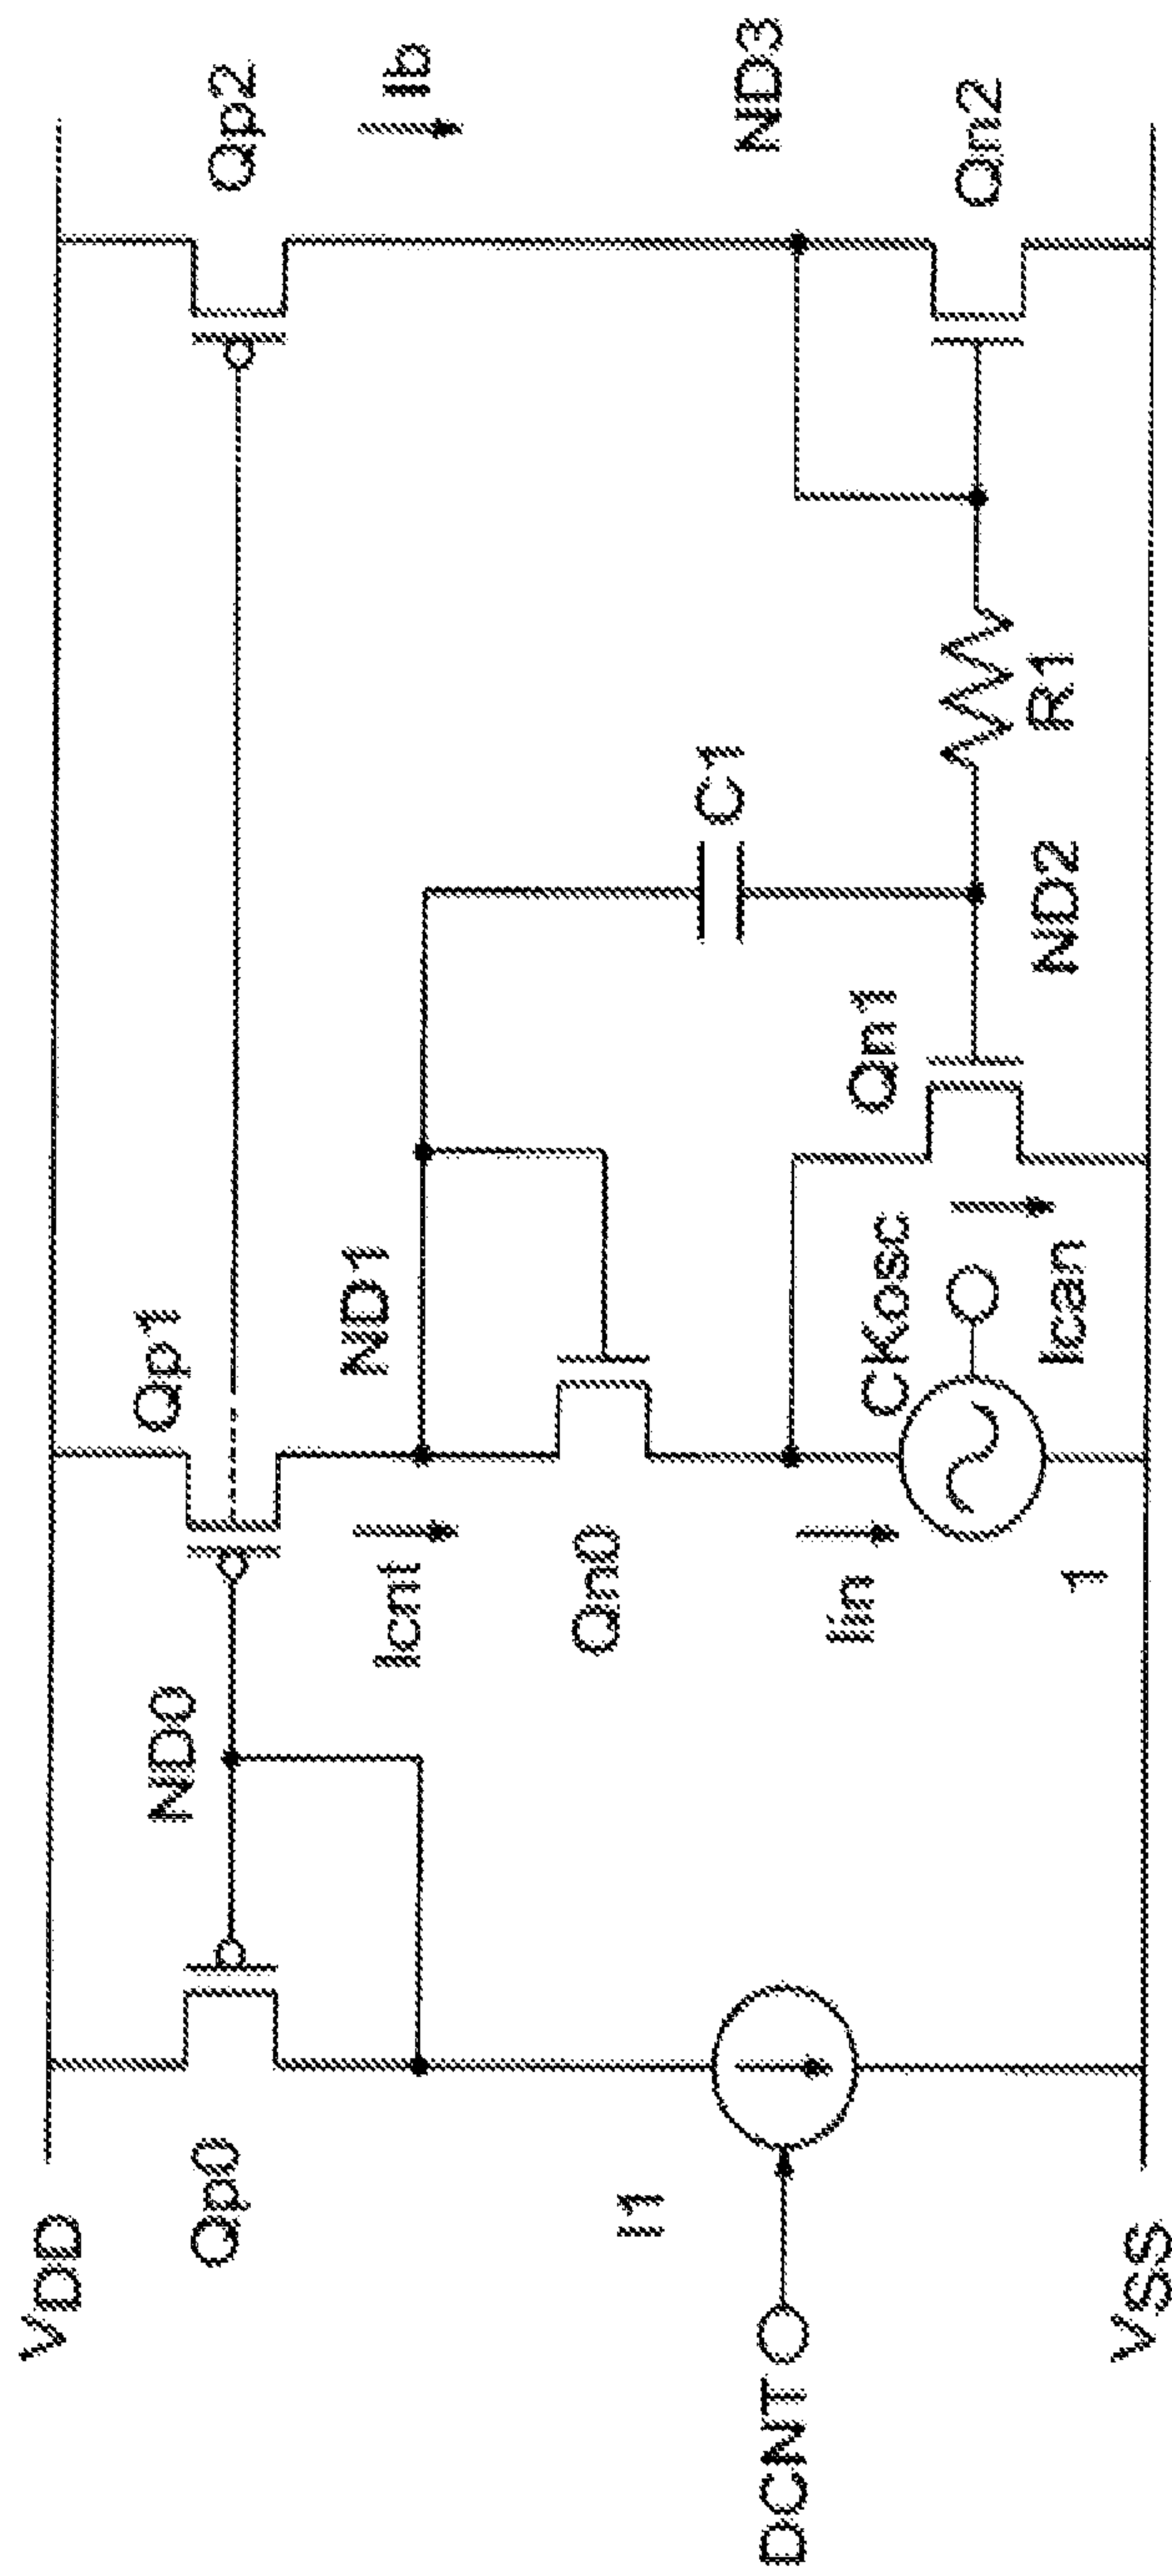 VDD
Qp0
ND0
Qp1
Qp2
Icnt
ND1
Ib
I1
Qn0
C1
ND3
DCNT
Iin
CKosc
Qn1
Qn2
1
Ican
ND2
R1
VSS